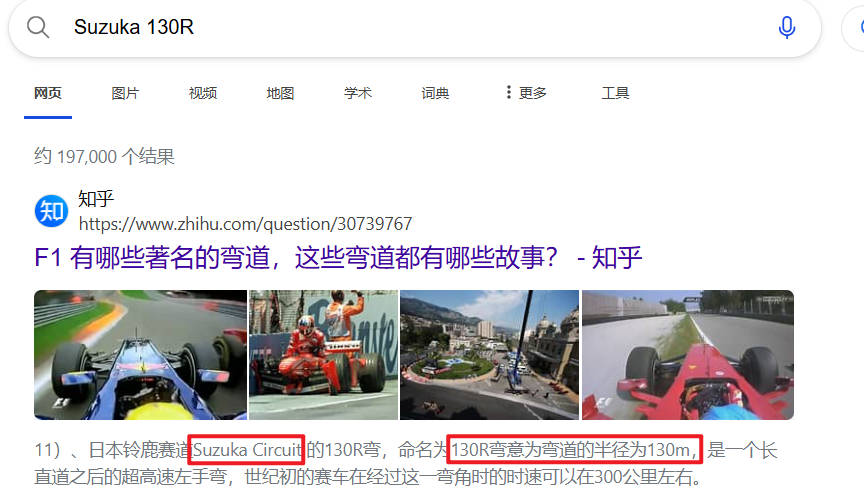 Suzuka 130R
网页 图片 视频 地图 学术 词典 更多 工具
约 197,000 个结果
知 知乎
https://www.zhihu.com/question/30739767
F1 有哪些著名的弯道，这些弯道都有哪些故事？ - 知乎
11）、日本铃鹿赛道Suzuka Circuit 的130R弯，命名为130R弯意为弯道的半径为130m，是一个长
直道之后的超高速左手弯，世纪初的赛车在经过这一弯角时的时速可以在300公里左右。